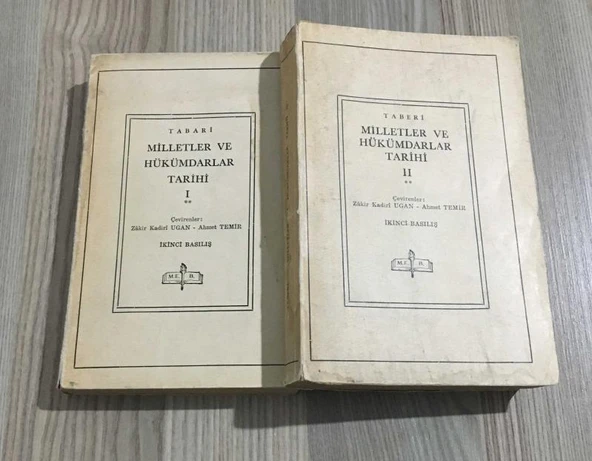 TABARİ
MİLLETLER VE
HÜKÜMDARLAR
TARİHİ
I
**
Çevirenler:
Zâkir Kadirî UGAN - Ahmet TEMİR
İKİNCİ BASILIŞ
M.E. B.
TABERİ
MİLLETLER VE
HÜKÜMDARLAR
TARİHİ
II
**
Çevirenler:
Zâkir Kadirî UGAN - Ahmet TEMİR
İKİNCİ BASILIŞ
M.E. B.